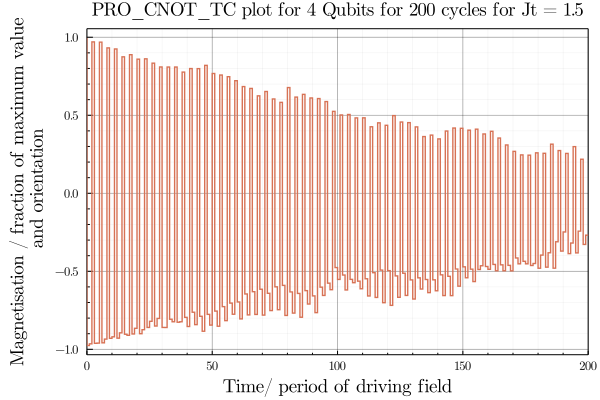 PRO_CNOT_TC plot for 4 Qubits for 200 cycles for Jt = 1.5
Magnetisation / fraction of maximum value
and orientation
1.0
0.5
0.0
−0.5
−1.0
0 50 100 150 200
Time/ period of driving field